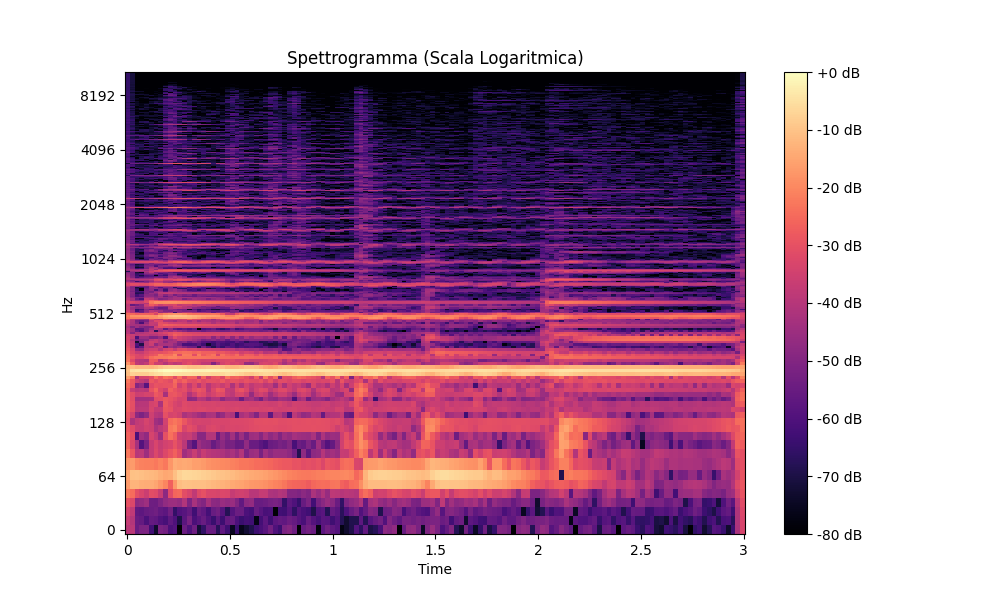 Spettrogramma (Scala Logaritmica)
Hz
8192
4096
2048
1024
512
256
128
64
0
0
0.5
1
1.5
2
2.5
3
Time
+0 dB
-10 dB
-20 dB
-30 dB
-40 dB
-50 dB
-60 dB
-70 dB
-80 dB